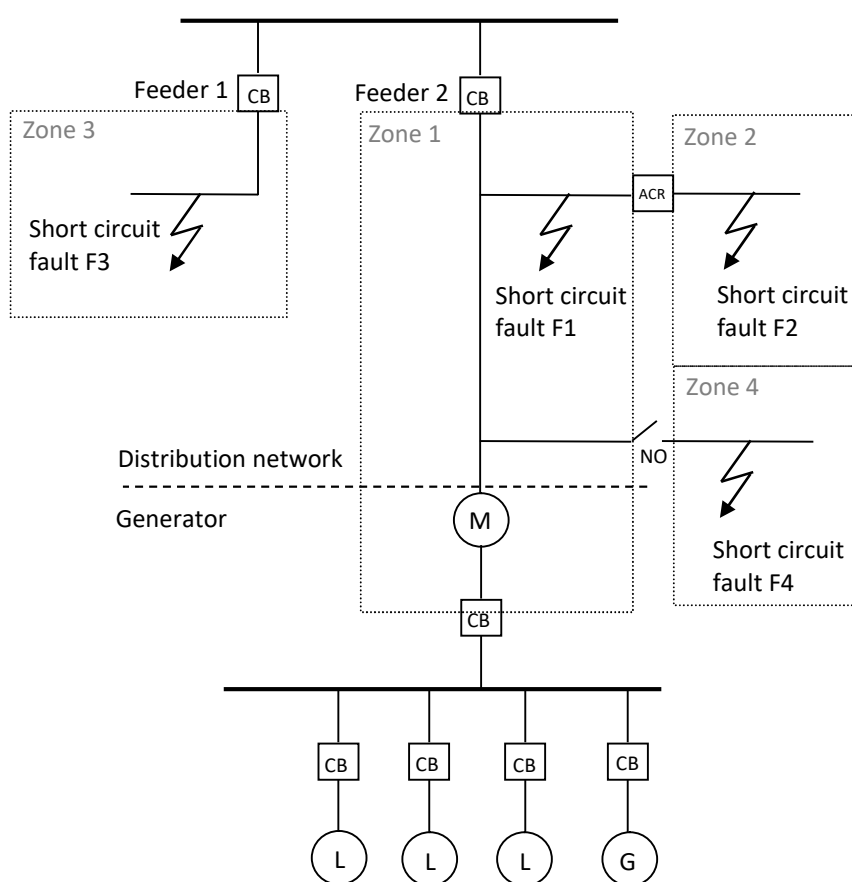 Feeder 1
CB
Feeder 2
CB
Zone 3
Zone 1
Zone 2
ACR
Short circuit
fault F3
Short circuit
fault F1
Short circuit
fault F2
Zone 4
NO
Distribution network
Generator
M
Short circuit
fault F4
CB
CB
CB
CB
CB
L
L
L
G